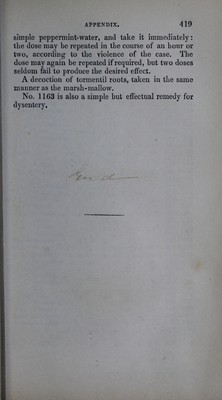 APPENDIX. 419
simple peppermint-water, and take it immediately:
the dose may be repeated in the course of an hour or
two, according to the violence of the case. The
dose may again be repeated if required, but two doses
seldom fail to produce the desired effect.
A decoction of tormentil roots, taken in the same
manner as the marsh-mallow.
No. 1163 is also a simple but effectual remedy for
dysentery.